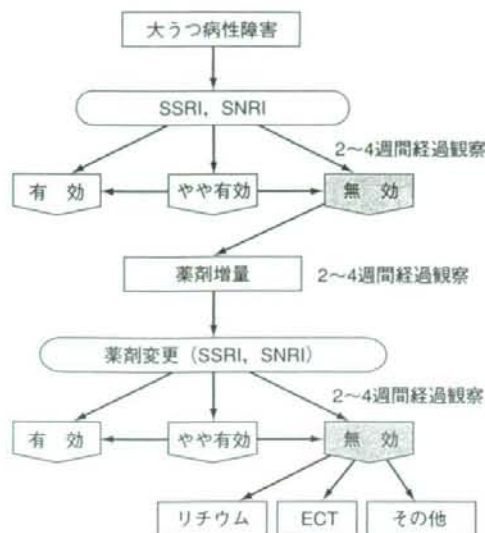 大うつ病性障害
SSRI，SNRI
2〜4週間経過観察
有　効
やや有効
無　効
薬剤増量
2〜4週間経過観察
薬剤変更（SSRI，SNRI）
2〜4週間経過観察
有　効
やや有効
無　効
リチウム
ECT
その他